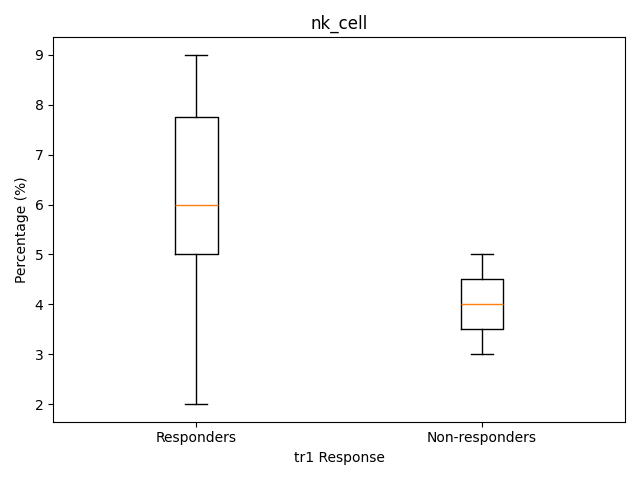 nk_cell
Percentage (%)
9
8
7
6
5
4
3
2
Responders
Non-responders
tr1 Response